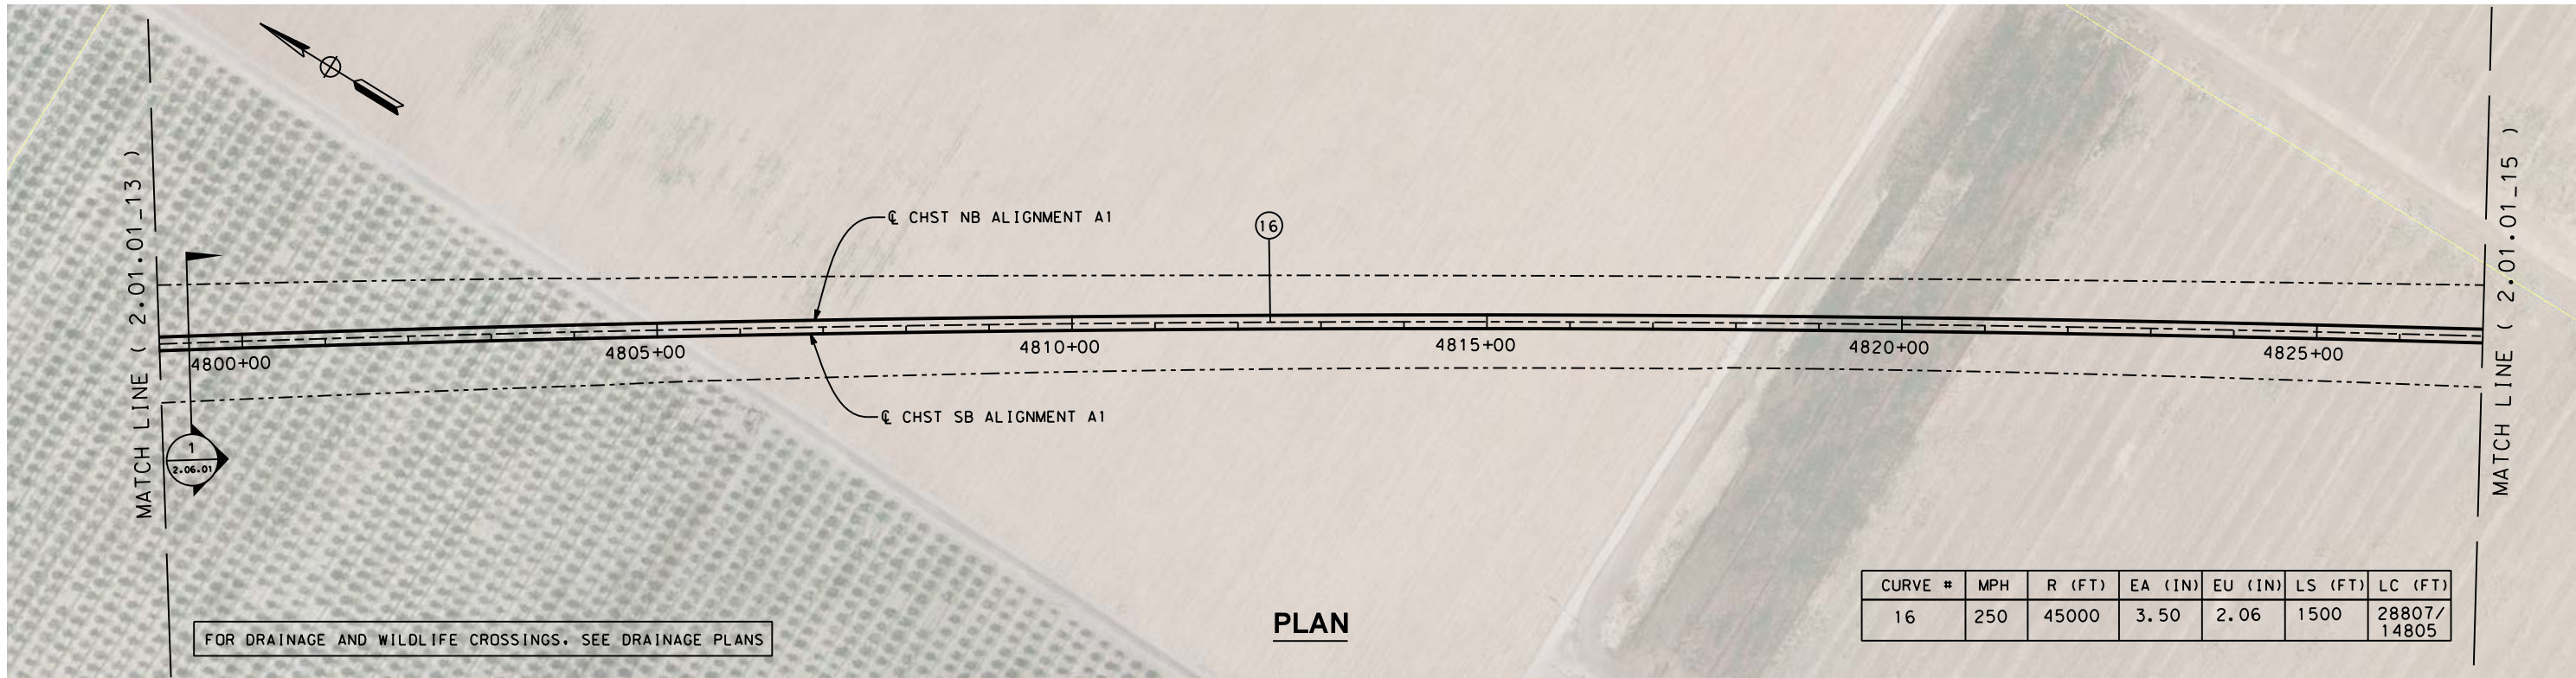 MATCH LINE ( 2.01.01_13 )
℄ CHST NB ALIGNMENT A1
16
MATCH LINE ( 2.01.01_15 )
4800+00
4805+00
4810+00
4815+00
4820+00
4825+00
℄ CHST SB ALIGNMENT A1
1
2.06.01
FOR DRAINAGE AND WILDLIFE CROSSINGS. SEE DRAINAGE PLANS
PLAN
CURVE # MPH R (FT) EA (IN) EU (IN) LS (FT) LC (FT)
16 250 45000 3.50 2.06 1500 28807/
14805